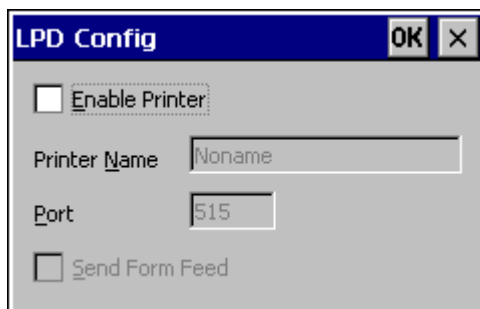 LPD Config OK ×
Enable Printer
Printer Name Noname
Port 515
Send Form Feed